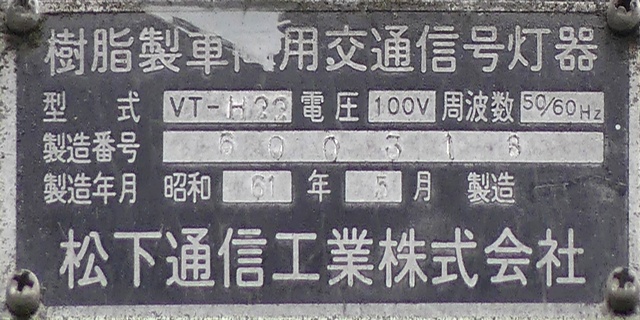 樹脂製車両用交通信号灯器
型式 VT-H22 電圧 100V 周波数 50/60Hz
製造番号 600318
製造年月 昭和 61 年 5 月 製造
松下通信工業株式会社